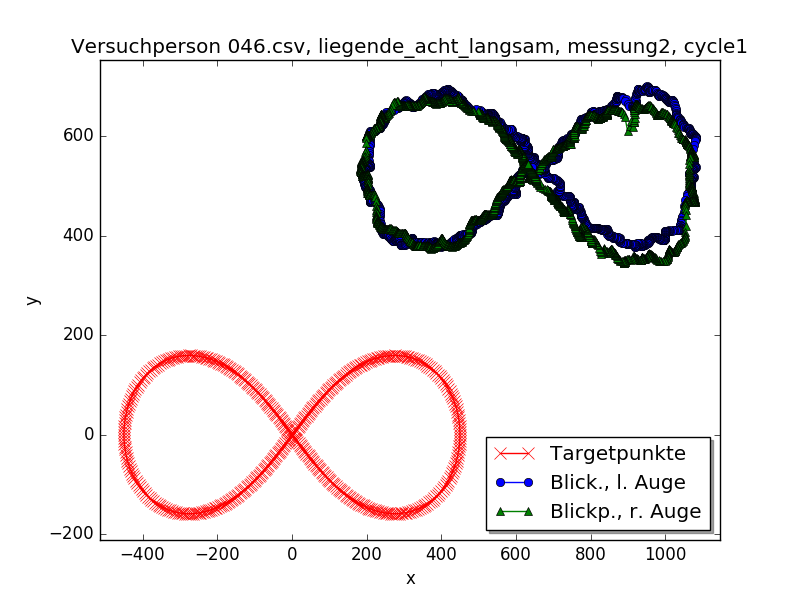 Versuchperson 046.csv, liegende_acht_langsam, messung2, cycle1
600
400
200
0
−200
y
−400
−200
0
200
400
600
800
1000
x
Targetpunkte
Blick., l. Auge
Blickp., r. Auge